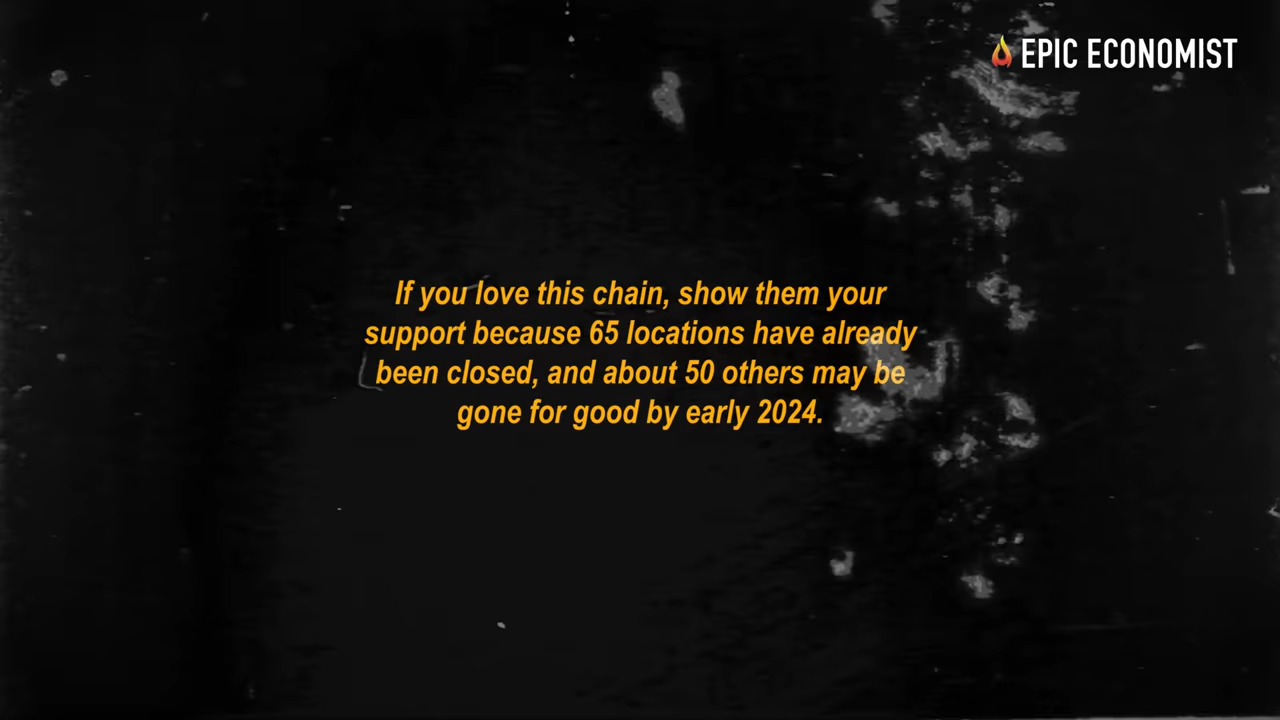 EPIC ECONOMIST
If you love this chain, show them your
support because 65 locations have already
been closed, and about 50 others may be
gone for good by early 2024.